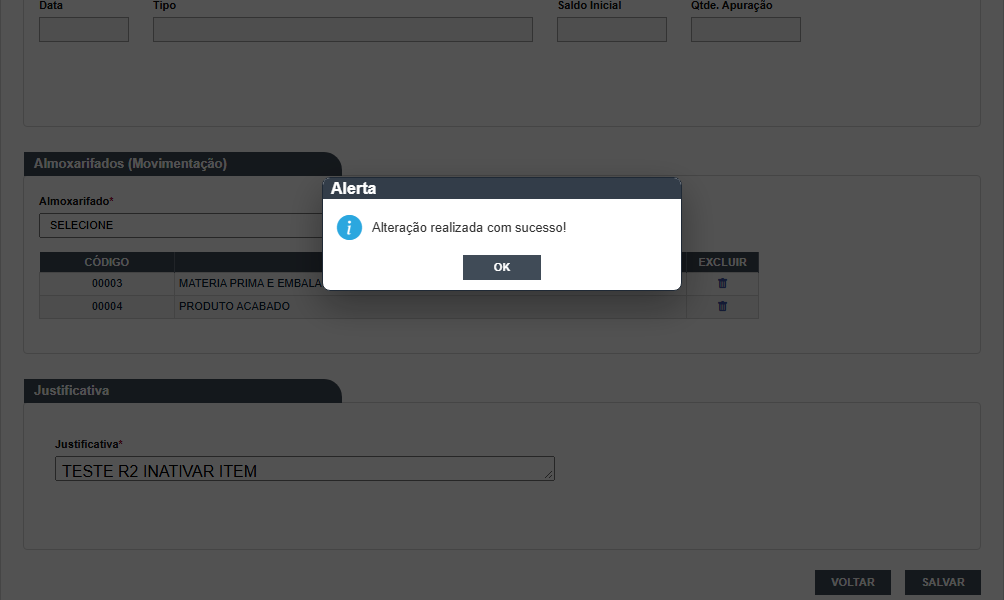 Data Tipo Saldo Inicial Qtde. Apuração
Almoxarifados (Movimentação)
Alerta
Almoxarifado*
SELECIONE
i Alteração realizada com sucesso!
OK
CÓDIGO EXCLUIR
00003 MATERIA PRIMA E EMBALA
00004 PRODUTO ACABADO
Justificativa
Justificativa*
TESTE R2 INATIVAR ITEM
VOLTAR SALVAR